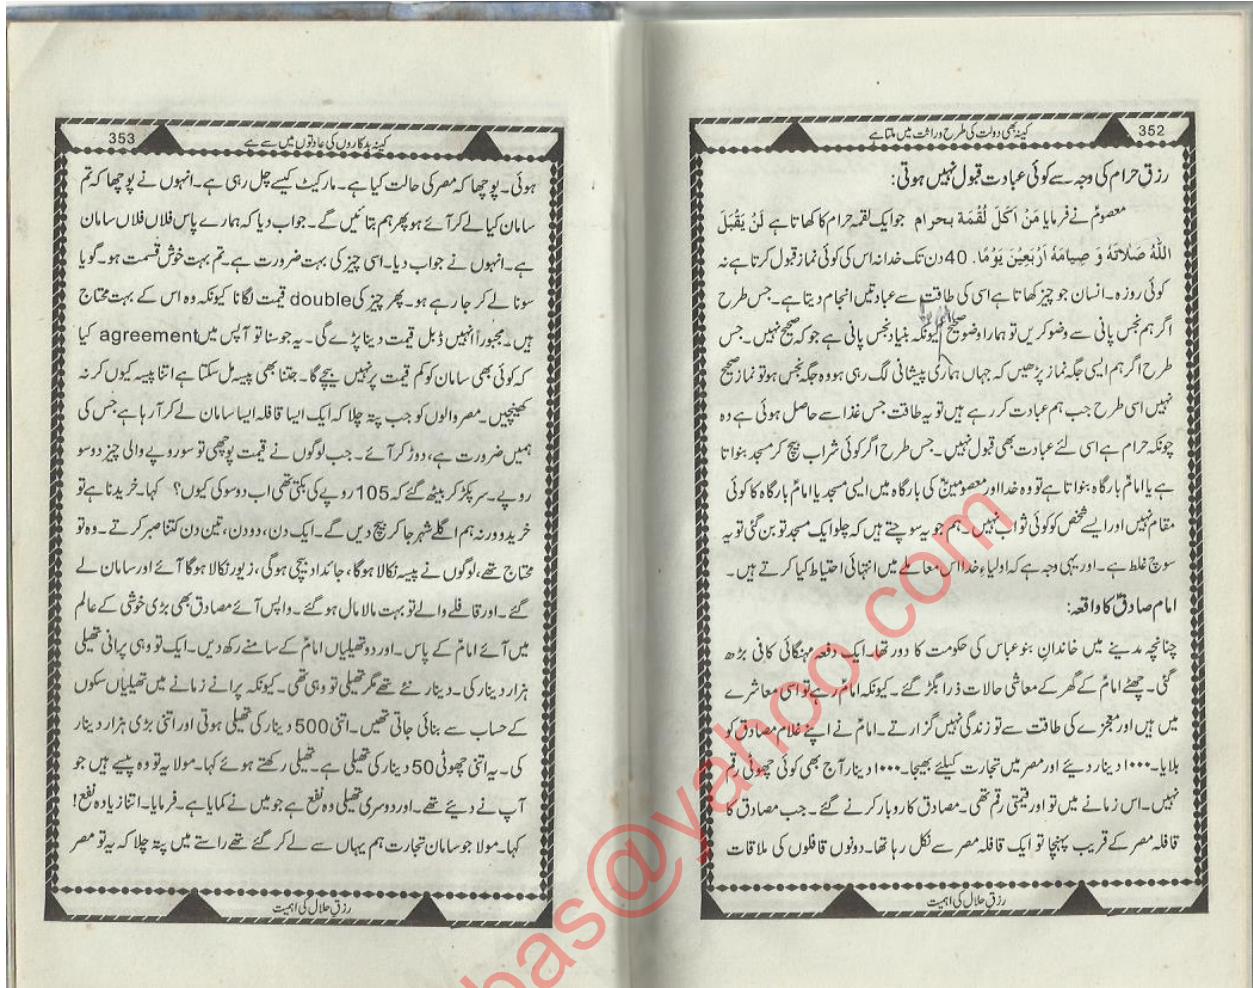 352
کینہ بھی دولت کی طرح وراثت میں ملتا ہے
رزقِ حرام کی وجہ سے کوئی عبادت قبول نہیں ہوتی:
معصومؑ نے فرمایا مَنْ اَکَلَ لُقْمَة بحرام جو ایک لقمہ حرام کا کھاتا ہے لَنْ یَقْبَلَ
اللّٰهُ صَلَاتَهٗ وَ صِیامَهٗ اَرْبَعِیْنَ یَوْمًا. 40 دن تک خدا نہ اس کی کوئی نماز قبول کرتا ہے نہ
کوئی روزہ۔ انسان جو چیز کھاتا ہے اسی کی طاقت سے عبادتیں انجام دیتا ہے۔ جس طرح
اگر ہم نجس پانی سے وضو کریں تو ہمارا وضو صحیح کیونکہ بنیاد نجس پانی ہے جو کہ صحیح نہیں۔ جس
طرح اگر ہم ایسی جگہ نماز پڑھیں کہ جہاں ہماری پیشانی لگ رہی ہو وہ جگہ نجس ہو تو نماز صحیح
نہیں اسی طرح جب ہم عبادت کر رہے ہیں تو یہ طاقت جس غذا سے حاصل ہوئی ہے وہ
چونکہ حرام ہے اسی لئے عبادت بھی قبول نہیں۔ جس طرح اگر کوئی شراب بیچ کر مسجد بنواتا
ہے یا امامؑ بارگاہ بنواتا ہے تو وہ خدا اور معصومینؑ کی بارگاہ میں ایسی مسجد یا امامؑ بارگاہ کا کوئی
مقام نہیں اور ایسے شخص کو کوئی ثواب نہیں۔ ہم جو یہ سوچتے ہیں کہ چلو ایک مسجد تو بن گئی تو یہ
سوچ غلط ہے۔ اور یہی وجہ ہے کہ اولیاءِ خدا اس معاملے میں انتہائی احتیاط کیا کرتے ہیں۔
امام صادقؑ کا واقعہ:
چنانچہ مدینے میں خاندانِ بنو عباس کی حکومت کا دور تھا۔ ایک دفعہ مہنگائی کافی بڑھ
گئی۔ چھٹے امامؑ کے گھر کے معاشی حالات ذرا بگڑ گئے۔ کیونکہ امامؑ رہے تو اسی معاشرے
میں ہیں اور معجزے کی طاقت سے تو زندگی نہیں گزارتے۔ امامؑ نے اپنے غلام مصادق کو
بلایا۔ ۱۰۰۰ دینار دیئے اور مصر میں تجارت کیلئے بھیجا۔ ۱۰۰۰ دینار آج بھی کوئی چھوٹی رقم
نہیں۔ اس زمانے میں تو اور قیمتی رقم تھی۔ مصادق کاروبار کرنے گئے۔ جب مصادق کا
قافلہ مصر کے قریب پہنچا تو ایک قافلہ مصر سے نکل رہا تھا۔ دونوں قافلوں کی ملاقات
رزقِ حلال کی اہمیت
353
کینہ بدکاروں کی عادتوں میں سے ہے
ہوئی۔ پوچھا کہ مصر کی حالت کیا ہے۔ مارکیٹ کیسے چل رہی ہے۔ انہوں نے پوچھا کہ تم
سامان کیا لے کر آئے ہو پھر ہم بتائیں گے۔ جواب دیا کہ ہمارے پاس فلاں فلاں سامان
ہے۔ انہوں نے جواب دیا۔ اسی چیز کی بہت ضرورت ہے۔ تم بہت خوش قسمت ہو۔ گویا
سونا لے کر جا رہے ہو۔ پھر چیز کی double قیمت لگانا کیونکہ وہ اس کے بہت محتاج
ہیں۔ مجبوراً انہیں ڈبل قیمت دینا پڑے گی۔ یہ جو سنا تو آپس میں agreement کیا
کہ کوئی بھی سامان کو کم قیمت پر نہیں بیچے گا۔ جتنا بھی پیسہ مل سکتا ہے اتنا پیسہ کیوں کر نہ
کھینچیں۔ مصر والوں کو جب پتہ چلا کہ ایک ایسا قافلہ ایسا سامان لے کر آ رہا ہے جس کی
ہمیں ضرورت ہے، دوڑ کر آئے۔ جب لوگوں نے قیمت پوچھی تو سو روپے والی چیز دو سو
روپے۔ سر پکڑ کر بیٹھ گئے کہ 105 روپے کی بکتی تھی اب دو سو کی کیوں؟ کہا۔ خریدنا ہے تو
خریدو ورنہ ہم اگلے شہر جا کر بیچ دیں گے۔ ایک دن، دو دن، تین دن کتنا صبر کرتے۔ وہ تو
محتاج تھے، لوگوں نے پیسہ نکالا ہوگا، جائداد بیچی ہوگی، زیور نکالا ہوگا آئے اور سامان لے
گئے۔ اور قافلے والے تو بہت مالا مال ہو گئے۔ واپس آئے مصادق بھی بڑی خوشی کے عالم
میں آئے امامؑ کے پاس۔ اور دو تھیلیاں امامؑ کے سامنے رکھ دیں۔ ایک تو وہی پرانی تھیلی
ہزار دینار کی۔ دینار نئے تھے مگر تھیلی تو وہی تھی۔ کیونکہ پرانے زمانے میں تھیلیاں سکوں
کے حساب سے بنائی جاتی تھیں۔ اتنی 500 دینار کی تھیلی ہوتی اور اتنی بڑی ہزار دینار
کی۔ یہ اتنی چھوٹی 50 دینار کی تھیلی ہے۔ تھیلی رکھتے ہوئے کہا۔ مولا یہ تو وہ پیسے ہیں جو
آپ نے دیئے تھے۔ اور دوسری تھیلی وہ نفع ہے جو میں نے کمایا ہے۔ فرمایا۔ اتنا زیادہ نفع!
کہا۔ مولا جو سامان تجارت ہم یہاں سے لے کر گئے تھے راستے میں پتہ چلا کہ یہ تو مصر
رزقِ حلال کی اہمیت
bas@yahoo.com